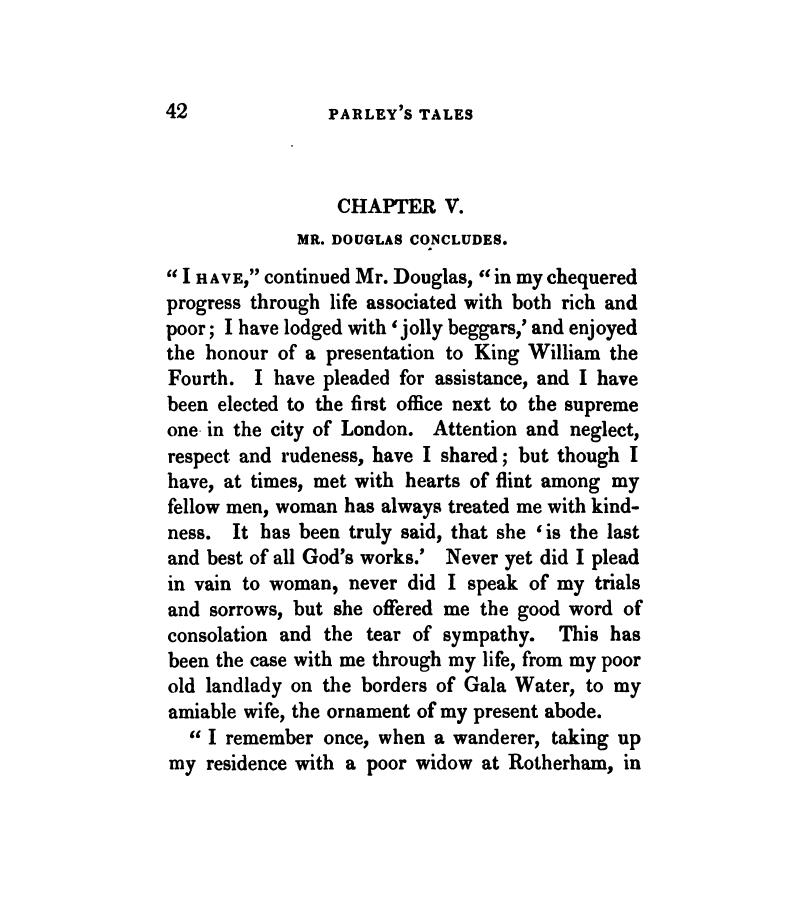 42 PARLEY'S TALES
CHAPTER V.
MR. DOUGLAS CONCLUDES.
“ I HAVE,” continued Mr. Douglas, “ in my chequered
progress through life associated with both rich and
poor ; I have lodged with ‘ jolly beggars,’ and enjoyed
the honour of a presentation to King William the
Fourth. I have pleaded for assistance, and I have
been elected to the first office next to the supreme
one in the city of London. Attention and neglect,
respect and rudeness, have I shared ; but though I
have, at times, met with hearts of flint among my
fellow men, woman has always treated me with kind-
ness. It has been truly said, that she ‘ is the last
and best of all God's works.’ Never yet did I plead
in vain to woman, never did I speak of my trials
and sorrows, but she offered me the good word of
consolation and the tear of sympathy. This has
been the case with me through my life, from my poor
old landlady on the borders of Gala Water, to my
amiable wife, the ornament of my present abode.
“ I remember once, when a wanderer, taking up
my residence with a poor widow at Rotherham, in